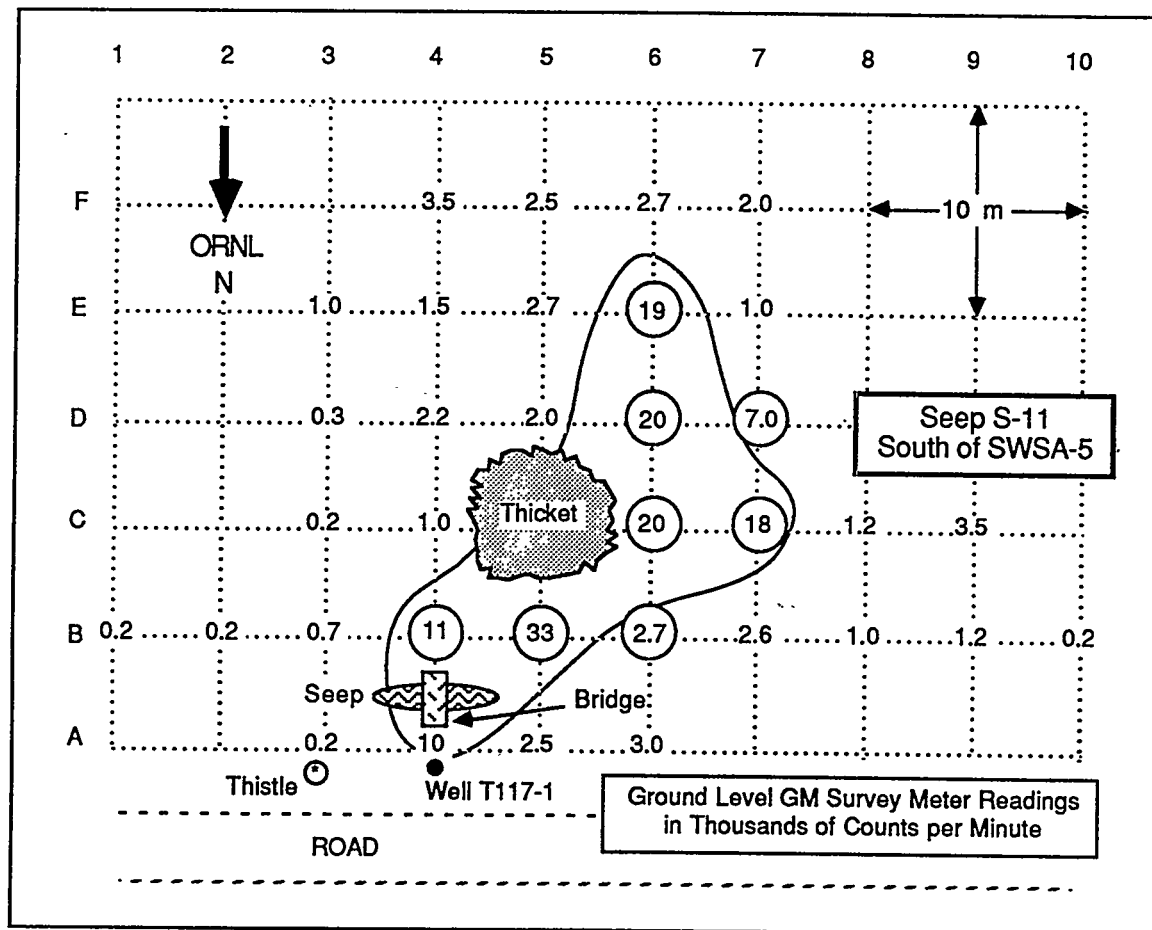 1 2 3 4 5 6 7 8 9 10
F 3.5 2.5 2.7 2.0 10 m
ORNL
N
E 1.0 1.5 2.7 19 1.0
D 0.3 2.2 2.0 20 7.0
Seep S-11
South of SWSA-5
Thicket
C 0.2 1.0 20 18 1.2 3.5
B 0.2 0.2 0.7 11 33 2.7 2.6 1.0 1.2 0.2
Seep
Bridge
A 0.2 10 2.5 3.0
Thistle
Well T117-1
Ground Level GM Survey Meter Readings
in Thousands of Counts per Minute
ROAD